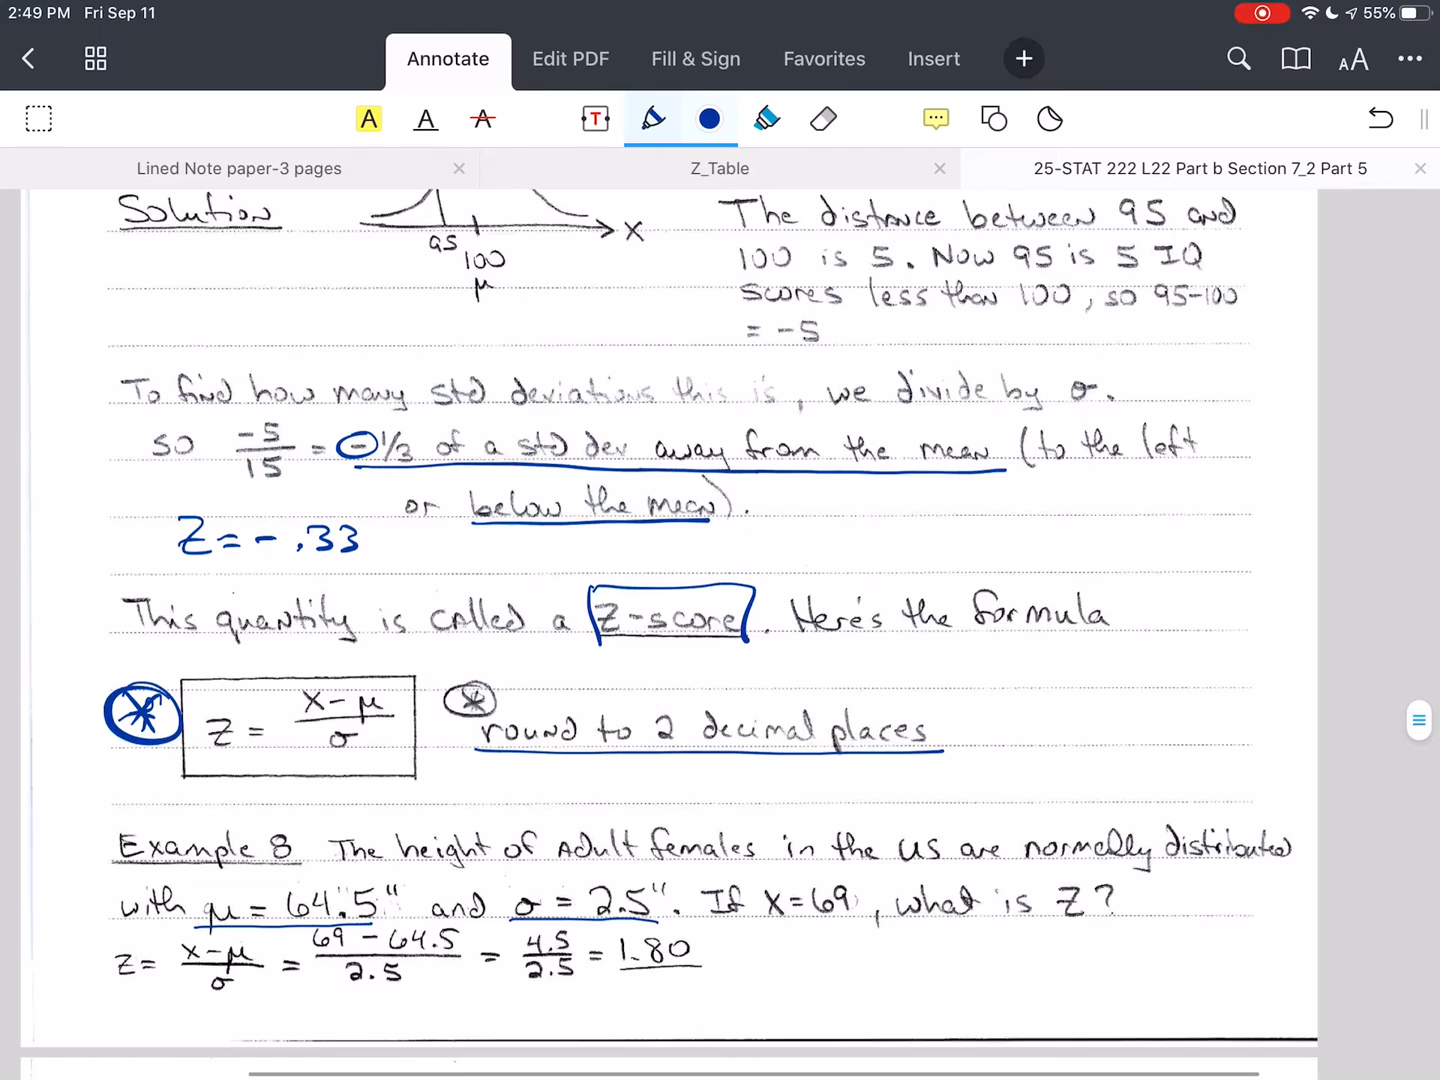 2:49 PM Fri Sep 11 55%
Annotate Edit PDF Fill & Sign Favorites Insert
A A A T AA
Lined Note paper-3 pages Z_Table 25-STAT 222 L22 Part b Section 7_2 Part 5
Solution
95
100
μ
X
The distance between 95 and
100 is 5. Now 95 is 5 IQ
scores less than 100, so 95-100
= -5
To find how many std deviations this is, we divide by σ.
so -5/15 = -1/3 of a std dev away from the mean (to the left
or below the mean).
Z = -.33
This quantity is called a Z-score. Here's the formula
* Z = (x-μ)/σ * round to 2 decimal places
Example 8 The height of Adult females in the US are normally distributed
with μ = 64.5" and σ = 2.5". If X=69, what is Z?
Z = (x-μ)/σ = (69-64.5)/2.5 = 4.5/2.5 = 1.80